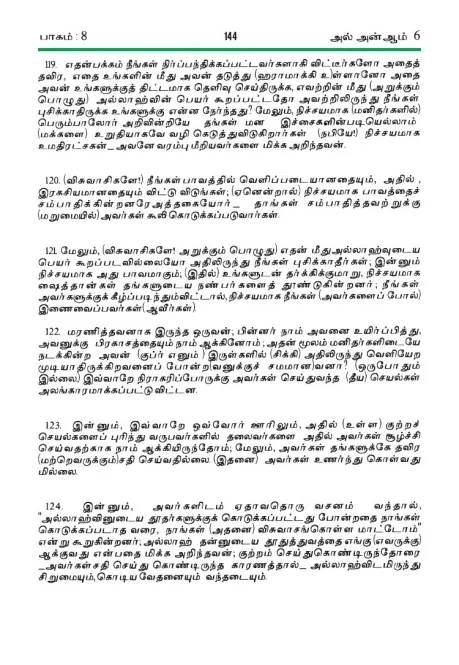 பாகம் : 8 144 அல் அன்ஆம் 6
119. எதன்பக்கம் நீங்கள் நிர்ப்பந்திக்கப்பட்டவர்களாகி விட்டீர்களோ அதைத்
தவிர, எதை உங்களின் மீது அவன் தடுத்து (ஹராமாக்கி உ)ள்ளானோ அதை
அவன் உங்களுக்குத் திட்டமாக தெளிவு செய்திருக்க, எவற்றின் மீது (அறுக்கும்
பொழுது) அல்லாஹ்வின் பெயர் கூறப்பட்டதோ அவற்றிலிருந்து நீங்கள்
புசிக்காதிருக்க உங்களுக்கு என்ன நேர்ந்தது? மேலும், நிச்சயமாக (மனிதர்களில்)
பெரும்பாலோர் அறிவின்றியே தங்கள் மன இச்சைகளின்படியெல்லாம்
(மக்களை) உறுதியாகவே வழி கெடுத்துவிடுகிறார்கள் (நபியே!) நிச்சயமாக
உமதிரட்சகன்_ அவனே வரம்பு மீறியவர்களை மிக்க அறிந்தவன்.
120. (விசுவாசிகளே!) நீங்கள் பாவத்தில் வெளிப்படையானதையும், அதில் ,
இரகசியமானதையும் விட்டு விடுங்கள்; (ஏனென்றால்) நிச்சயமாக பாவத்தைச்
சம்பாதிக்கின்றனரே அத்தகையோர்_ தாங்கள் சம்பாதித்தவற்றுக்கு
(மறுமையில்) அவர்கள் கூலி கொடுக்கப்படுவார்கள்.
121. மேலும், (விசுவாசிகளே! அறுக்கும் பொழுது) எதன் மீது அல்லாஹ்வுடைய
பெயர் கூறப்படவில்லையோ அதிலிருந்து நீங்கள் புசிக்காதீர்கள்; இன்னும்
நிச்சயமாக அது பாவமாகும்; (இதில்) உங்களுடன் தர்க்கிக்குமாறு, நிச்சயமாக
ஷைத்தான்கள் தங்களுடைய நண்பர்களைத் தூண்டுகின்றனர்; நீங்கள்
அவர்களுக்குக் கீழ்ப்படிந்தும்விட்டால், நிச்சயமாக நீங்கள் (அவர்களைப் போல்)
இணைவைப்பவர்கள் (ஆவீர்கள்).
122. மரணித்தவனாக இருந்த ஒருவன்; பின்னர் நாம் அவனை உயிர்ப்பித்து,
அவனுக்கு பிரகாசத்தையும் நாம் ஆக்கினோம்; அதன் மூலம் மனிதர்களிடையே
நடக்கின்ற அவன் (குப்ர் எனும் ) இருள்களில் (சிக்கி) அதிலிருந்து வெளியேற
முடியாதிருக்கிறவனைப் போன்ற(வனுக்குச் சமமான)வனா? (ஒருபோதும்
இல்லை) இவ்வாறே நிராகரிப்போருக்கு அவர்கள் செய்துவந்த (தீய) செயல்கள்
அலங்காரமாக்கப்பட்டுவிட்டன.
123. இன்னும், இவ்வாறே ஒவ்வோர் ஊரிலும், அதில் (உள்ள) குற்றச்
செயல்களைப் புரிந்து வருபவர்களில் தலைவர்களை அதில் அவர்கள் சூழ்ச்சி
செய்வதற்காக நாம் ஆக்கியிருந்தோம்; மேலும், அவர்கள் தங்களுக்கே தவிர
(மற்றெவருக்கும்)சதி செய்வதில்லை. (இதனை) அவர்கள் உணர்ந்து கொள்வது
மில்லை.
124. இன்னும், அவர்களிடம் ஏதாவதொரு வசனம் வந்தால்,
"அல்லாஹ்வினுடைய தூதர்களுக்குக் கொடுக்கப்பட்டது போன்றதை நாங்கள்
கொடுக்கப்படாத வரை, நாங்கள் (அதனை) விசுவாசங்கொள்ள மாட்டோம்"
என்று கூறுகின்றனர்; அல்லாஹ் தன்னுடைய தூதுத்துவத்தை எங்கு (எவருக்கு)
ஆக்குவது என்பதை மிக்க அறிந்தவன்; குற்றம் செய்துகொண்டிருந்தோரை
_அவர்கள் சதி செய்து கொண்டிருந்த காரணத்தால்_ அல்லாஹ்விடமிருந்து
சிறுமையும், கொடிய வேதனையும் வந்தடையும்.